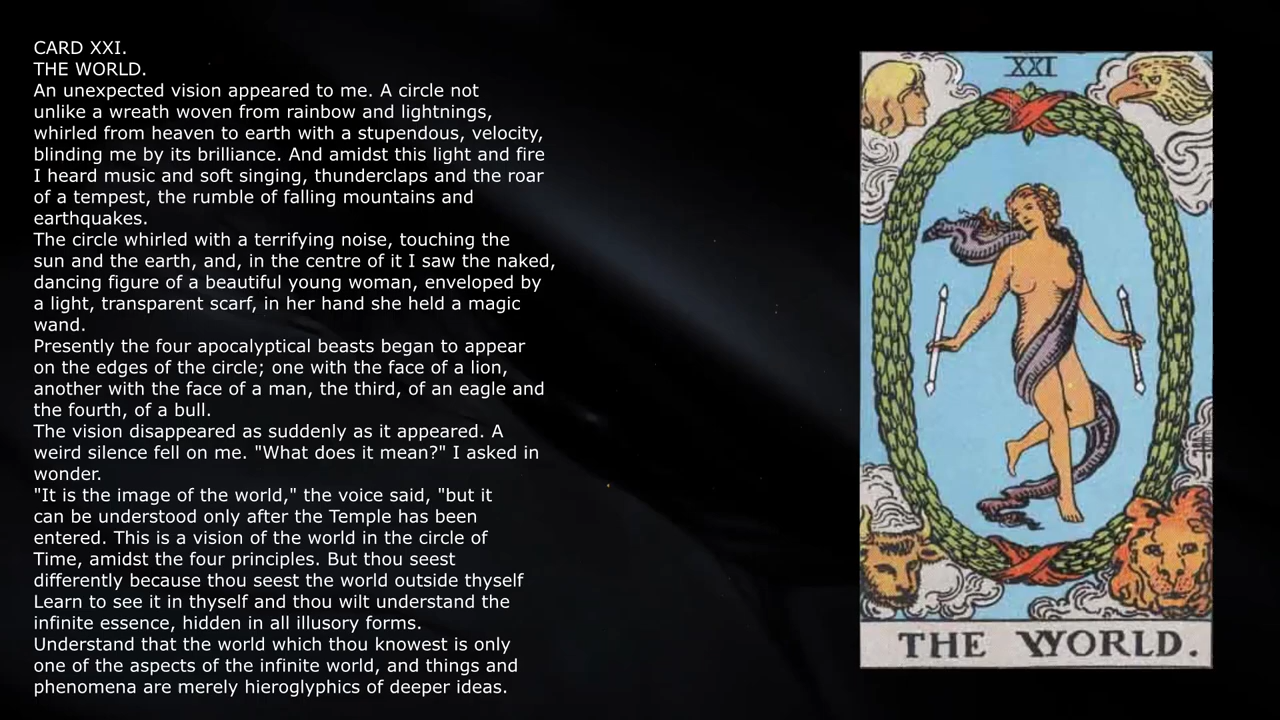 CARD XXI.
THE WORLD.
An unexpected vision appeared to me. A circle not
unlike a wreath woven from rainbow and lightnings,
whirled from heaven to earth with a stupendous, velocity,
blinding me by its brilliance. And amidst this light and fire
I heard music and soft singing, thunderclaps and the roar
of a tempest, the rumble of falling mountains and
earthquakes.
The circle whirled with a terrifying noise, touching the
sun and the earth, and, in the centre of it I saw the naked,
dancing figure of a beautiful young woman, enveloped by
a light, transparent scarf, in her hand she held a magic
wand.
Presently the four apocalyptical beasts began to appear
on the edges of the circle; one with the face of a lion,
another with the face of a man, the third, of an eagle and
the fourth, of a bull.
The vision disappeared as suddenly as it appeared. A
weird silence fell on me. "What does it mean?" I asked in
wonder.
"It is the image of the world," the voice said, "but it
can be understood only after the Temple has been
entered. This is a vision of the world in the circle of
Time, amidst the four principles. But thou seest
differently because thou seest the world outside thyself
Learn to see it in thyself and thou wilt understand the
infinite essence, hidden in all illusory forms.
Understand that the world which thou knowest is only
one of the aspects of the infinite world, and things and
phenomena are merely hieroglyphics of deeper ideas.
XXI
THE WORLD.